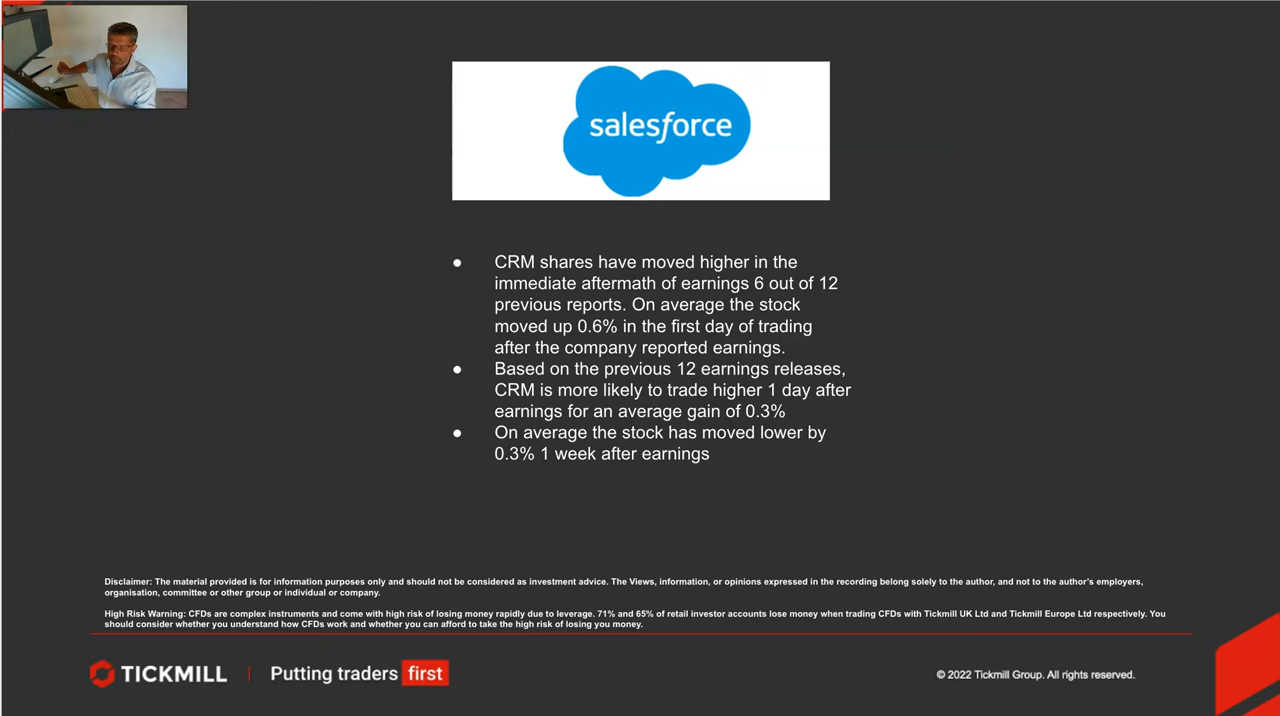 salesforce
● CRM shares have moved higher in the
immediate aftermath of earnings 6 out of 12
previous reports. On average the stock
moved up 0.6% in the first day of trading
after the company reported earnings.
● Based on the previous 12 earnings releases,
CRM is more likely to trade higher 1 day after
earnings for an average gain of 0.3%
● On average the stock has moved lower by
0.3% 1 week after earnings
Disclaimer: The material provided is for information purposes only and should not be considered as investment advice. The Views, information, or opinions expressed in the recording belong solely to the author, and not to the author's employers,
organisation, committee or other group or individual or company.
High Risk Warning: CFDs are complex instruments and come with high risk of losing money rapidly due to leverage. 71% and 65% of retail investor accounts lose money when trading CFDs with Tickmill UK Ltd and Tickmill Europe Ltd respectively. You
should consider whether you understand how CFDs work and whether you can afford to take the high risk of losing you money.
TICKMILL | Putting traders first
© 2022 Tickmill Group. All rights reserved.